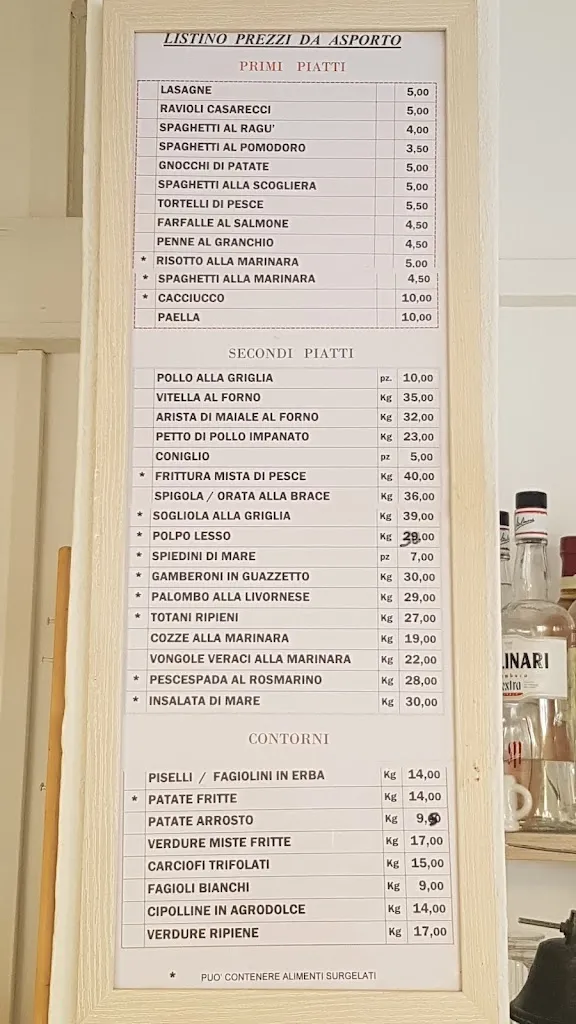 LISTINO PREZZI DA ASPORTO
PRIMI PIATTI
LASAGNE 5,00
RAVIOLI CASARECCI 5,00
SPAGHETTI AL RAGU' 4,00
SPAGHETTI AL POMODORO 3,50
GNOCCHI DI PATATE 5,00
SPAGHETTI ALLA SCOGLIERA 5,00
TORTELLI DI PESCE 5,50
FARFALLE AL SALMONE 4,50
PENNE AL GRANCHIO 4,50
* RISOTTO ALLA MARINARA 5,00
* SPAGHETTI ALLA MARINARA 4,50
* CACCIUCCO 10,00
PAELLA 10,00
SECONDI PIATTI
POLLO ALLA GRIGLIA pz. 10,00
VITELLA AL FORNO Kg 35,00
ARISTA DI MAIALE AL FORNO Kg 32,00
PETTO DI POLLO IMPANATO Kg 23,00
CONIGLIO pz 5,00
* FRITTURA MISTA DI PESCE Kg 40,00
SPIGOLA / ORATA ALLA BRACE Kg 36,00
* SOGLIOLA ALLA GRIGLIA Kg 39,00
* POLPO LESSO Kg
* SPIEDINI DI MARE pz 7,00
* GAMBERONI IN GUAZZETTO Kg 30,00
* PALOMBO ALLA LIVORNESE Kg 29,00
* TOTANI RIPIENI Kg 27,00
COZZE ALLA MARINARA Kg 19,00
VONGOLE VERACI ALLA MARINARA Kg 22,00
* PESCESPADA AL ROSMARINO Kg 28,00
* INSALATA DI MARE Kg 30,00
CONTORNI
PISELLI / FAGIOLINI IN ERBA Kg 14,00
* PATATE FRITTE Kg 14,00
PATATE ARROSTO Kg
VERDURE MISTE FRITTE Kg 17,00
CARCIOFI TRIFOLATI Kg 15,00
FAGIOLI BIANCHI Kg 9,00
CIPOLLINE IN AGRODOLCE Kg 14,00
VERDURE RIPIENE Kg 17,00
* PUO' CONTENERE ALIMENTI SURGELATI
LINARI
extra